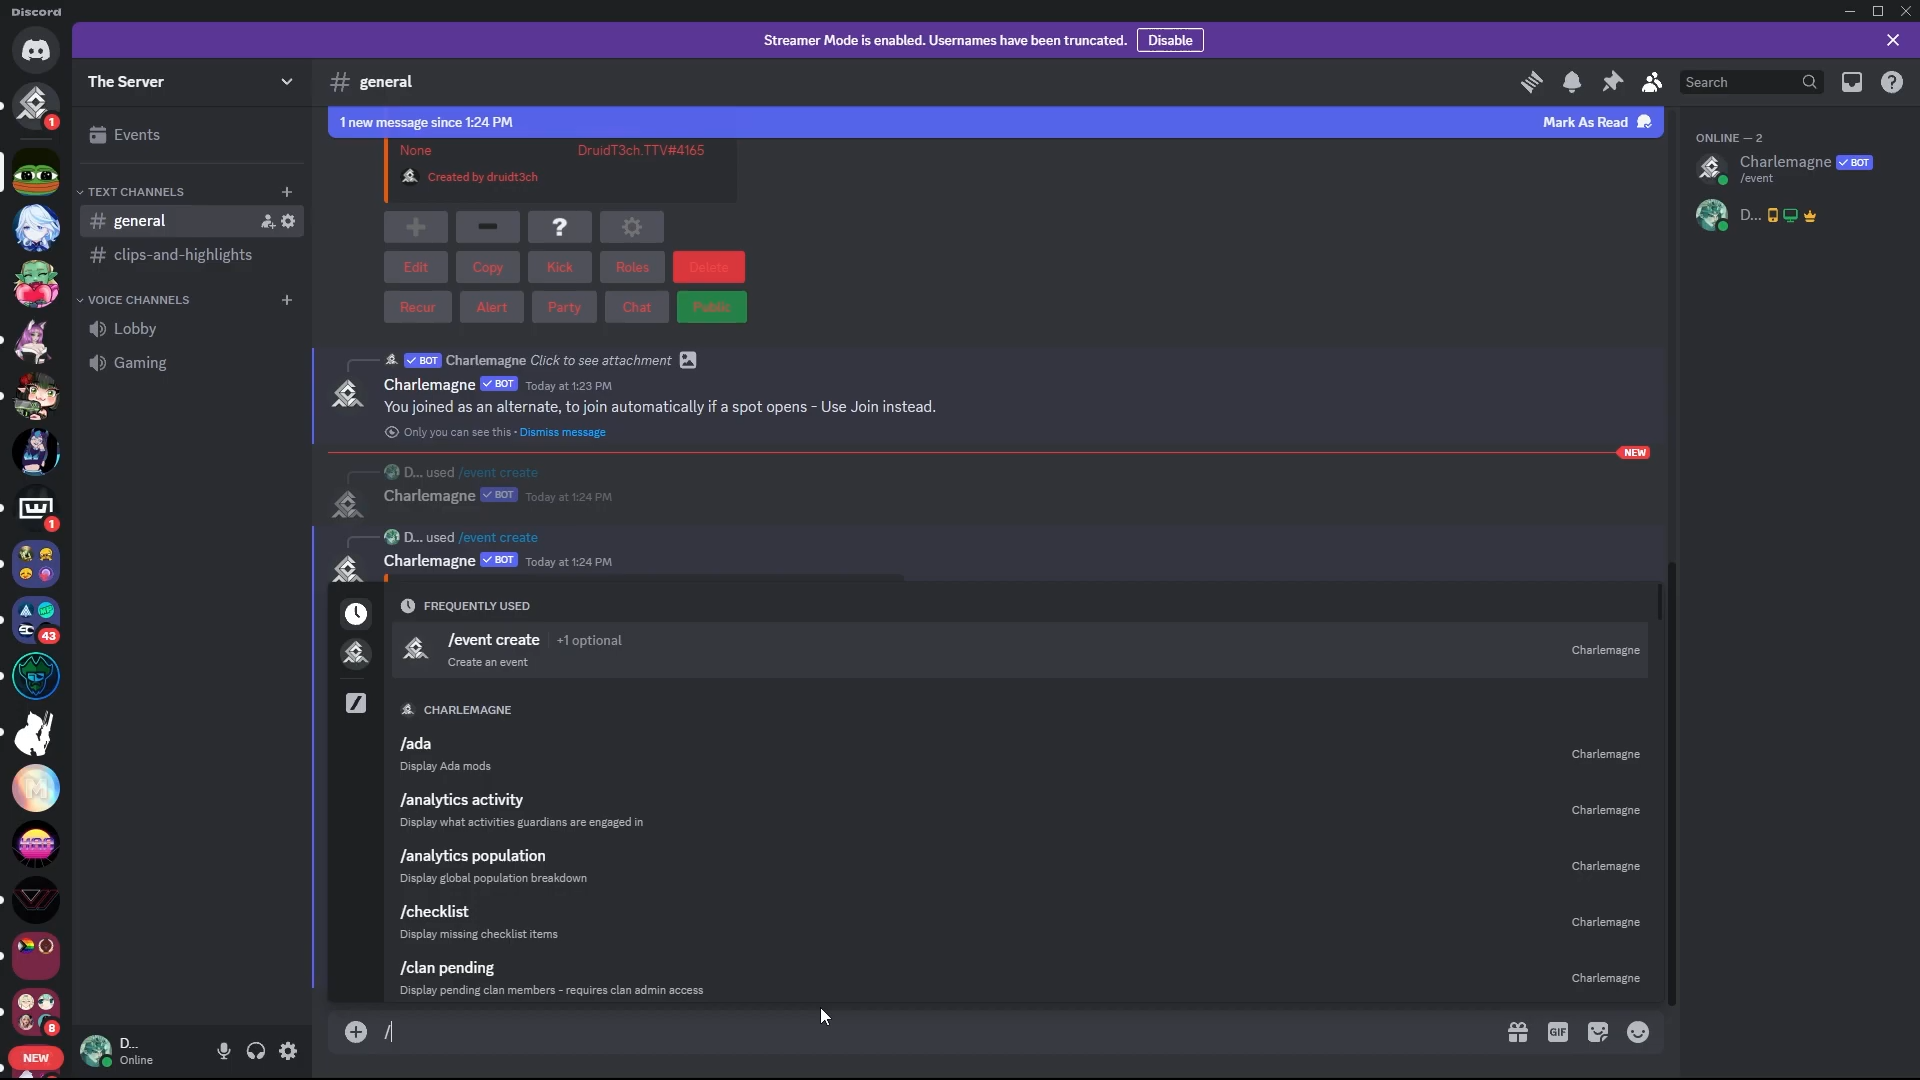 Discord
Streamer Mode is enabled. Usernames have been truncated. Disable
The Server
general
Search
1 new message since 1:24 PM
Mark As Read
Events
TEXT CHANNELS
general
clips-and-highlights
VOICE CHANNELS
Lobby
Gaming
None DruidT3ch.TTV#4165
Created by druidt3ch
Edit Copy Kick Roles Delete
Recur Alert Party Chat Public
BOT Charlemagne Click to see attachment
Charlemagne BOT Today at 1:23 PM
You joined as an alternate, to join automatically if a spot opens - Use Join instead.
Only you can see this • Dismiss message
NEW
D... used /event create
Charlemagne BOT Today at 1:24 PM
D... used /event create
Charlemagne BOT Today at 1:24 PM
FREQUENTLY USED
/event create +1 optional
Create an event
Charlemagne
CHARLEMAGNE
/ada
Display Ada mods
Charlemagne
/analytics activity
Display what activities guardians are engaged in
Charlemagne
/analytics population
Display global population breakdown
Charlemagne
/checklist
Display missing checklist items
Charlemagne
/clan pending
Display pending clan members - requires clan admin access
Charlemagne
/
GIF
ONLINE — 2
Charlemagne BOT
/event
D...
D...
Online
1
1
43
8
NEW